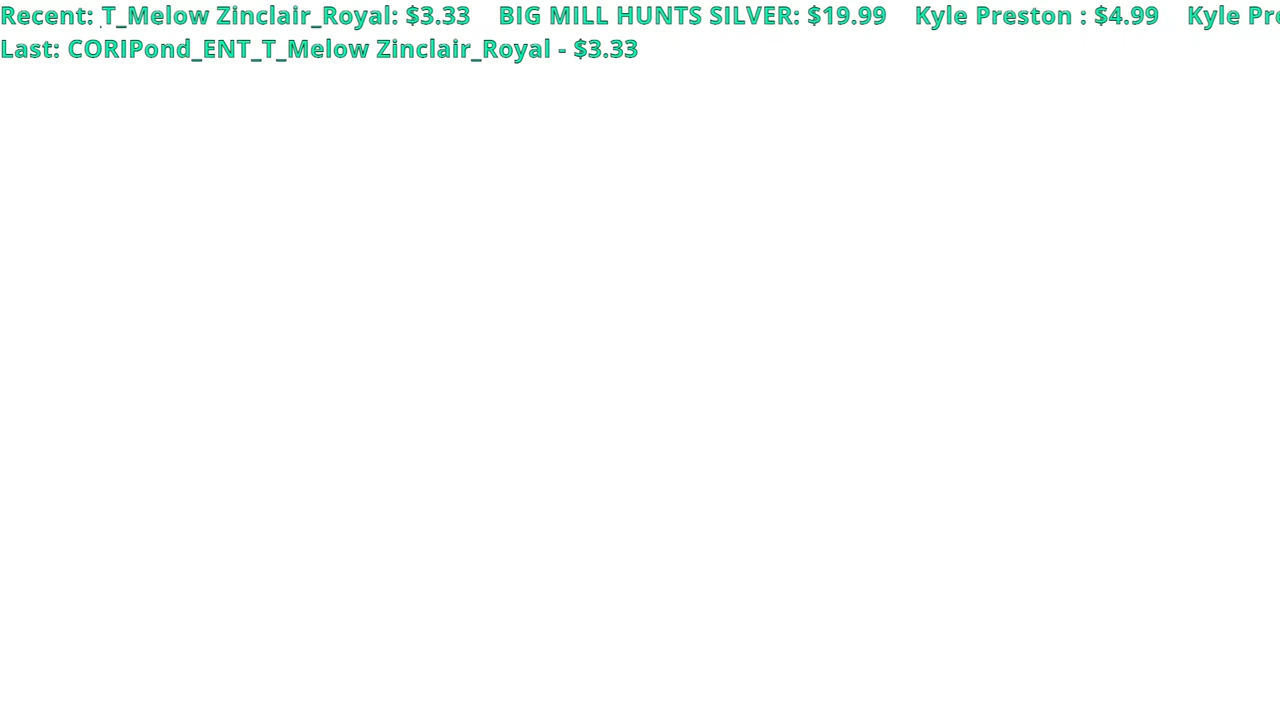 Recent: T_Melow Zinclair_Royal: $3.33 BIG MILL HUNTS SILVER: $19.99 Kyle Preston : $4.99 Kyle
Last: CORIPond_ENT_T_Melow Zinclair_Royal - $3.33